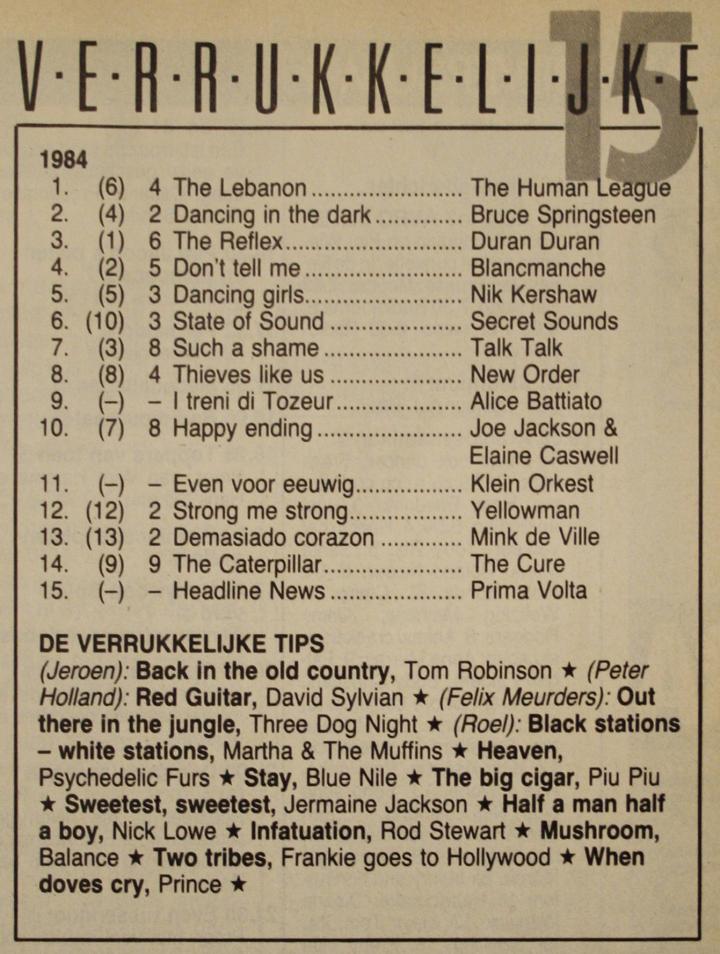 V·E·R·R·U·K·K·E·L·I·J·K·E 15
1984
1. (6) 4 The Lebanon .................... The Human League
2. (4) 2 Dancing in the dark ............. Bruce Springsteen
3. (1) 6 The Reflex .......................... Duran Duran
4. (2) 5 Don't tell me ....................... Blancmanche
5. (5) 3 Dancing girls....................... Nik Kershaw
6. (10) 3 State of Sound ................... Secret Sounds
7. (3) 8 Such a shame .................... Talk Talk
8. (8) 4 Thieves like us ................... New Order
9. (–) – I treni di Tozeur .................. Alice Battiato
10. (7) 8 Happy ending ..................... Joe Jackson &
Elaine Caswell
11. (–) – Even voor eeuwig................ Klein Orkest
12. (12) 2 Strong me strong................. Yellowman
13. (13) 2 Demasiado corazon ............ Mink de Ville
14. (9) 9 The Caterpillar.................... The Cure
15. (–) – Headline News ................... Prima Volta
DE VERRUKKELIJKE TIPS
(Jeroen): Back in the old country, Tom Robinson ★ (Peter
Holland): Red Guitar, David Sylvian ★ (Felix Meurders): Out
there in the jungle, Three Dog Night ★ (Roel): Black stations
– white stations, Martha & The Muffins ★ Heaven,
Psychedelic Furs ★ Stay, Blue Nile ★ The big cigar, Piu Piu
★ Sweetest, sweetest, Jermaine Jackson ★ Half a man half
a boy, Nick Lowe ★ Infatuation, Rod Stewart ★ Mushroom,
Balance ★ Two tribes, Frankie goes to Hollywood ★ When
doves cry, Prince ★